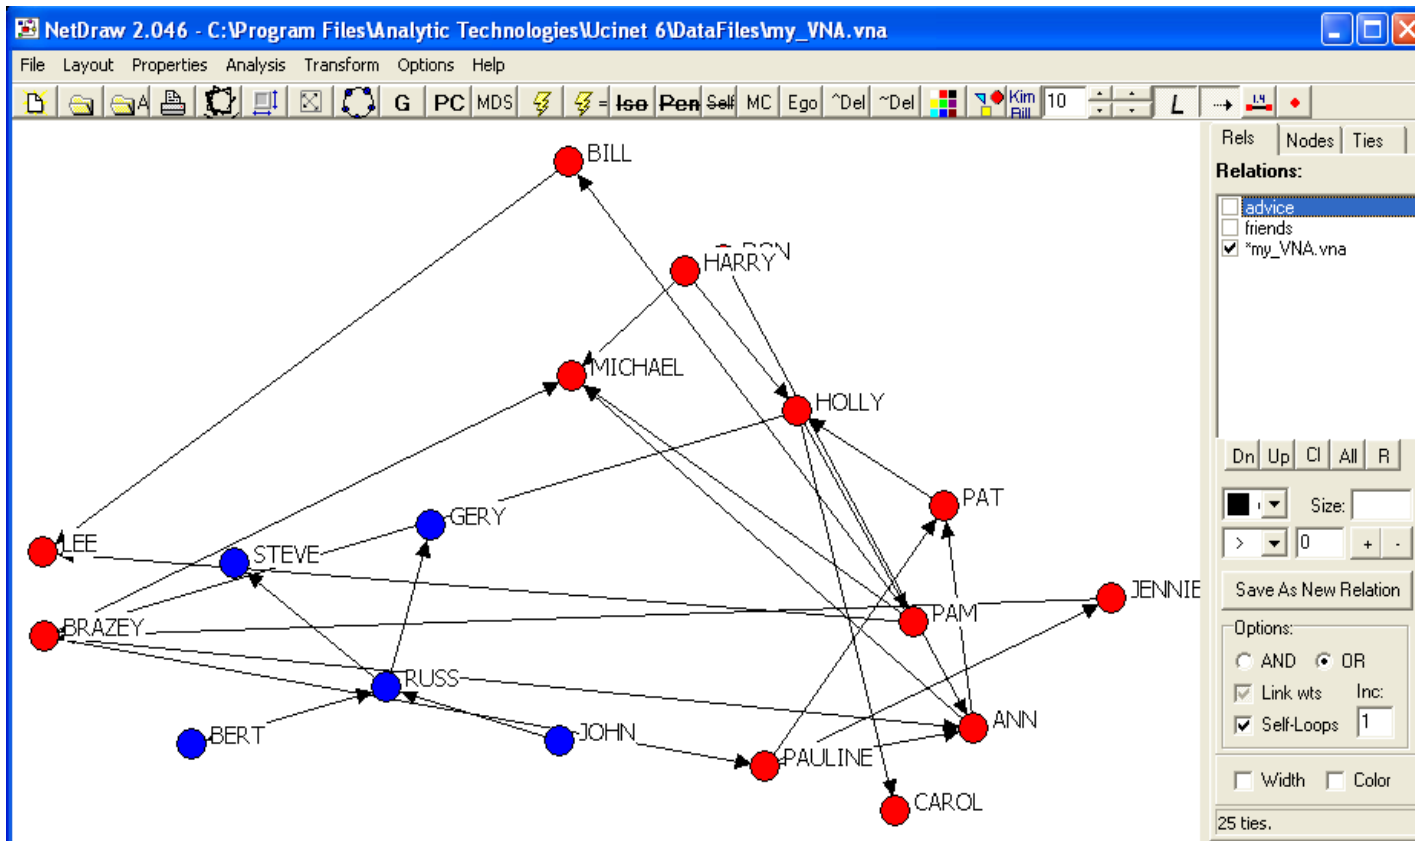 NetDraw 2.046 - C:\Program Files\Analytic Technologies\Ucinet 6\DataFiles\my_VNA.vna
File Layout Properties Analysis Transform Options Help
A G PC MDS = Iso Pen Self MC Ego ^Del ~Del Kim Bill 10 L 1.4
Rels Nodes Ties
Relations:
advice
friends
*my_VNA.vna
Dn Up Cl All R
Size:
> 0 + -
Save As New Relation
Options:
AND OR
Link wts Inc:
Self-Loops 1
Width Color
25 ties.
BILL
HARRY
MICHAEL
HOLLY
PAT
GERY
LEE
STEVE
JENNIE
PAM
BRAZEY
RUSS
ANN
BERT
JOHN
PAULINE
CAROL